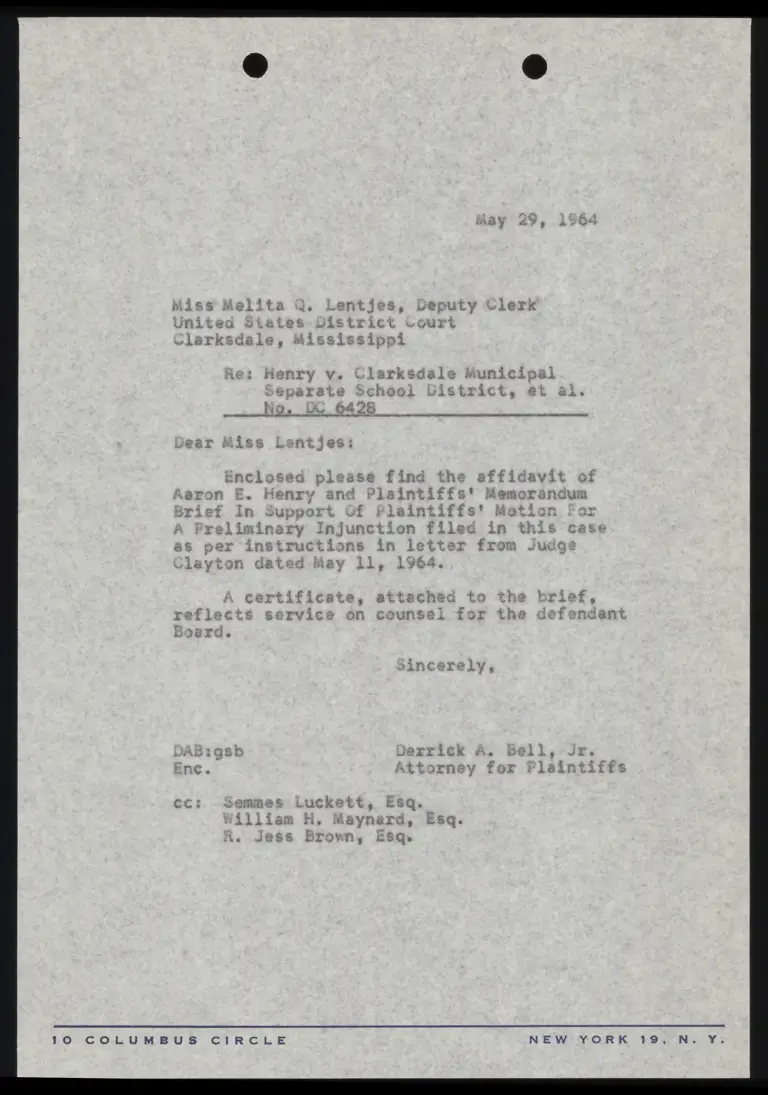 May 29, 1964
Miss Melita Q. Lentjes, Deputy Clerk
United States District Court
Clarksdale, Mississippi
Re: Henry v. Clarksdale Municipal
Separate School District, et al.
No. DC 6428
Dear Miss Lentjes:
Enclosed please find the affidavit of
Aaron E. Henry and Plaintiffs' Memorandum
Brief In Support Of Plaintiffs' Motion For
A Preliminary Injunction filed in this case
as per instructions in letter from Judge
Clayton dated May 11, 1964.
A certificate, attached to the brief,
reflects service on counsel for the defendant
Board.
Sincerely,
DAB:gsb Derrick A. Bell, Jr.
Enc. Attorney for Plaintiffs
cc: Semmes Luckett, Esq.
William H. Maynard, Esq.
R. Jess Brown, Esq.
10 COLUMBUS CIRCLE NEW YORK 19, N. Y.